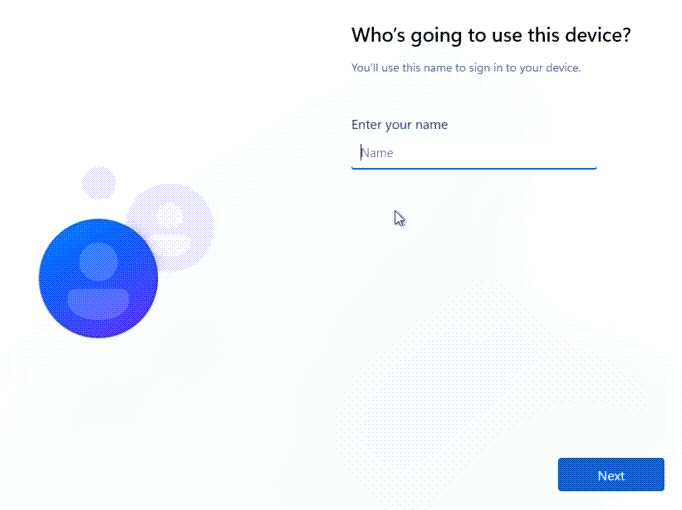 Who's going to use this device?
You'll use this name to sign in to your device.
Enter your name
Name
Next